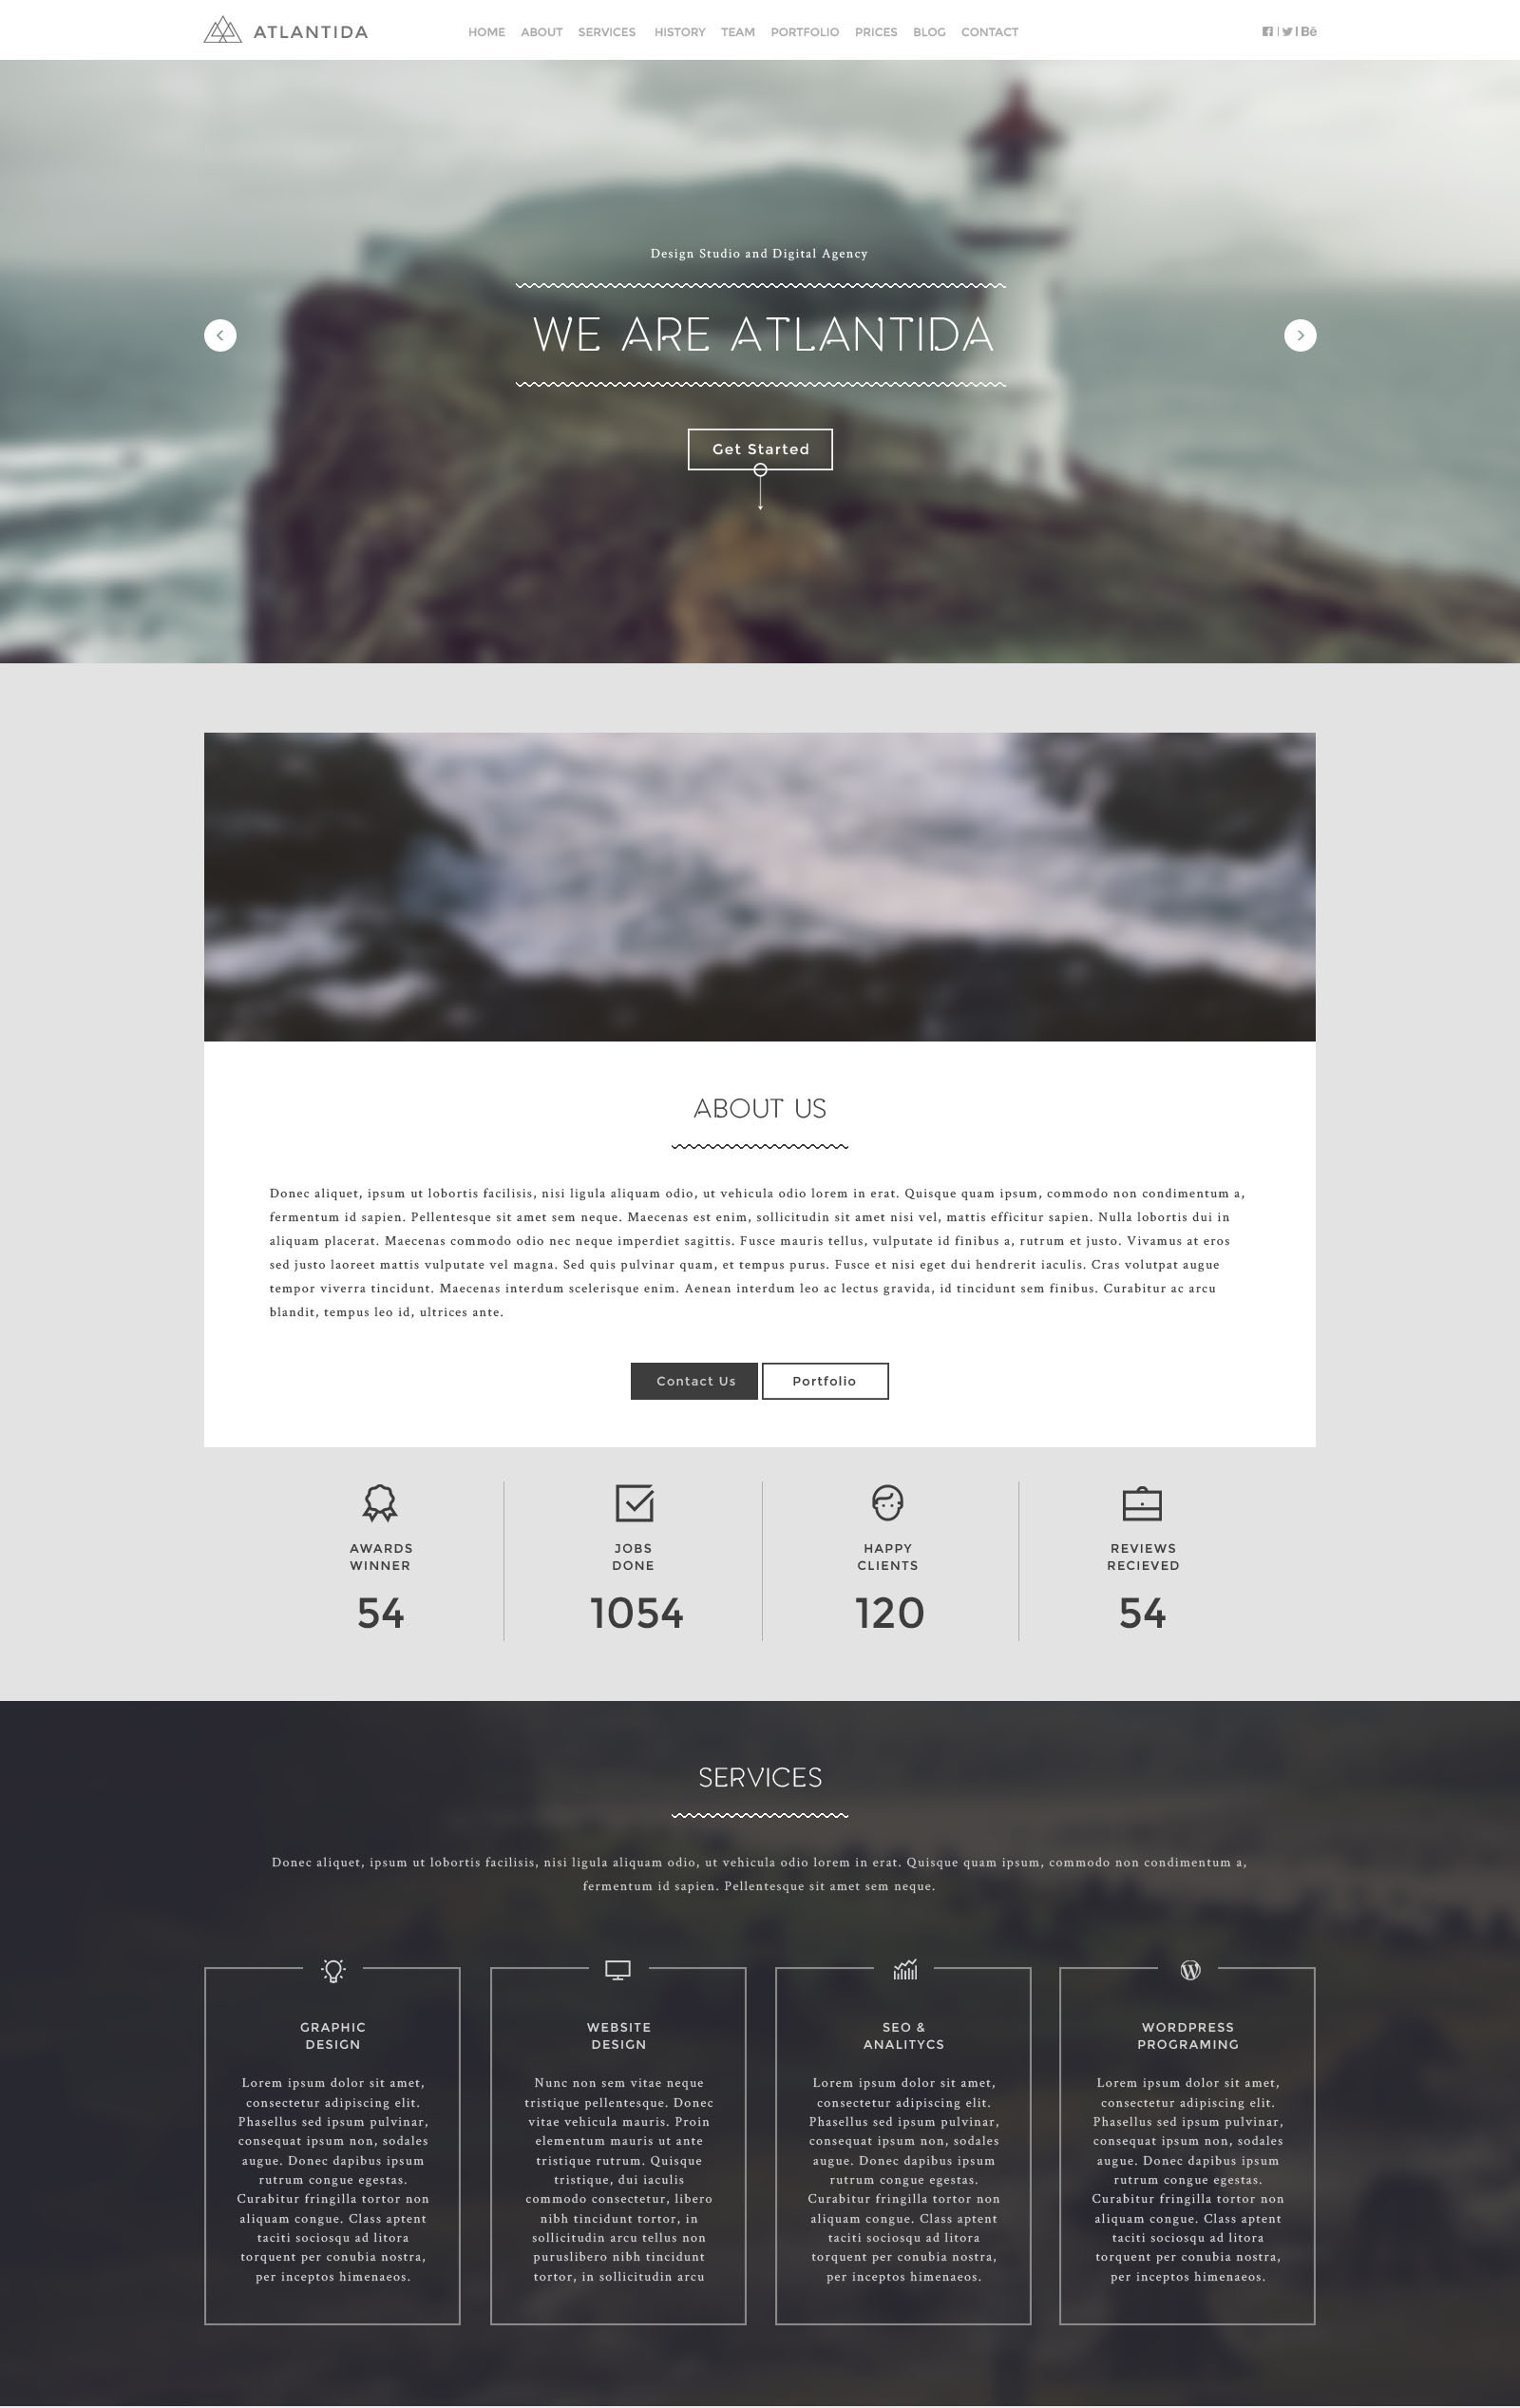 ATLANTIDA
HOME ABOUT SERVICES HISTORY TEAM PORTFOLIO PRICES BLOG CONTACT
Bē
Design Studio and Digital Agency
WE ARE ATLANTIDA
Get Started
ABOUT US
Donec aliquet, ipsum ut lobortis facilisis, nisi ligula aliquam odio, ut vehicula odio lorem in erat. Quisque quam ipsum, commodo non condimentum a,
fermentum id sapien. Pellentesque sit amet sem neque. Maecenas est enim, sollicitudin sit amet nisi vel, mattis efficitur sapien. Nulla lobortis dui in
aliquam placerat. Maecenas commodo odio nec neque imperdiet sagittis. Fusce mauris tellus, vulputate id finibus a, rutrum et justo. Vivamus at eros
sed justo laoreet mattis vulputate vel magna. Sed quis pulvinar quam, et tempus purus. Fusce et nisi eget dui hendrerit iaculis. Cras volutpat augue
tempor viverra tincidunt. Maecenas interdum scelerisque enim. Aenean interdum leo ac lectus gravida, id tincidunt sem finibus. Curabitur ac arcu
blandit, tempus leo id, ultrices ante.
Contact Us
Portfolio
AWARDS
WINNER
54
JOBS
DONE
1054
HAPPY
CLIENTS
120
REVIEWS
RECIEVED
54
SERVICES
Donec aliquet, ipsum ut lobortis facilisis, nisi ligula aliquam odio, ut vehicula odio lorem in erat. Quisque quam ipsum, commodo non condimentum a,
fermentum id sapien. Pellentesque sit amet sem neque.
GRAPHIC
DESIGN
Lorem ipsum dolor sit amet,
consectetur adipiscing elit.
Phasellus sed ipsum pulvinar,
consequat ipsum non, sodales
augue. Donec dapibus ipsum
rutrum congue egestas.
Curabitur fringilla tortor non
aliquam congue. Class aptent
taciti sociosqu ad litora
torquent per conubia nostra,
per inceptos himenaeos.
WEBSITE
DESIGN
Nunc non sem vitae neque
tristique pellentesque. Donec
vitae vehicula mauris. Proin
elementum mauris ut ante
tristique rutrum. Quisque
tristique, dui iaculis
commodo consectetur, libero
nibh tincidunt tortor, in
sollicitudin arcu tellus non
puruslibero nibh tincidunt
tortor, in sollicitudin arcu
SEO &
ANALITYCS
Lorem ipsum dolor sit amet,
consectetur adipiscing elit.
Phasellus sed ipsum pulvinar,
consequat ipsum non, sodales
augue. Donec dapibus ipsum
rutrum congue egestas.
Curabitur fringilla tortor non
aliquam congue. Class aptent
taciti sociosqu ad litora
torquent per conubia nostra,
per inceptos himenaeos.
WORDPRESS
PROGRAMING
Lorem ipsum dolor sit amet,
consectetur adipiscing elit.
Phasellus sed ipsum pulvinar,
consequat ipsum non, sodales
augue. Donec dapibus ipsum
rutrum congue egestas.
Curabitur fringilla tortor non
aliquam congue. Class aptent
taciti sociosqu ad litora
torquent per conubia nostra,
per inceptos himenaeos.